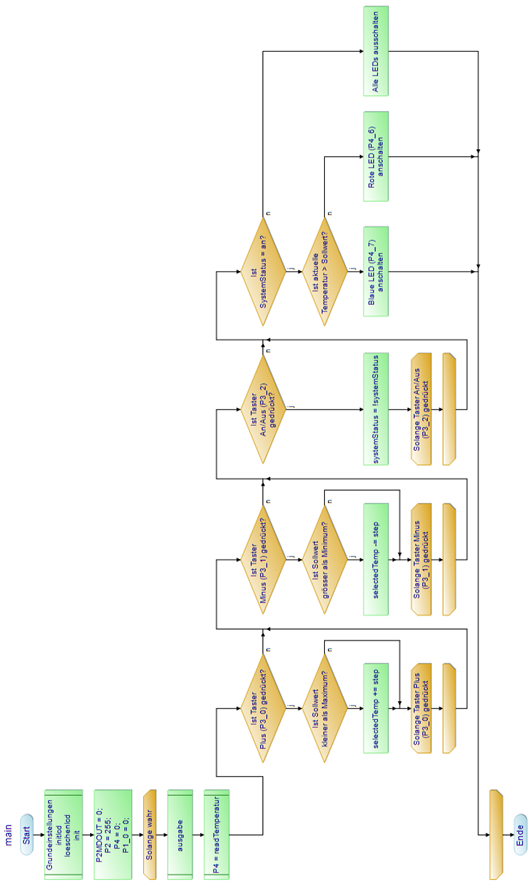 main
Start
Grundeinstellungen
initlcd
loeschenlcd
init
P2MDOUT = 0;
P2 = 255;
P4 = 0;
P1_0 = 0;
Solange wahr
ausgabe
P4 = readTemperatur
Ist Taster
Plus (P3_0) gedrückt?
j
n
Ist Sollwert
kleiner als Maximum?
j
n
selectedTemp += step
Solange Taster Plus
(P3_0) gedrückt
Ist Taster
Minus (P3_1) gedrückt?
j
n
Ist Sollwert
grösser als Minimum?
j
n
selectedTemp -= step
Solange Taster Minus
(P3_1) gedrückt
Ist Taster
An/Aus (P3_2)
gedrückt?
j
n
systemStatus = !systemStatus
Solange Taster An/Aus
(P3_2) gedrückt
Ist
SystemStatus = an?
j
n
Ist aktuelle
Temperatur > Sollwert?
j
n
Blaue LED (P4_7)
anschalten
Rote LED (P4_6)
anschalten
Alle LEDs ausschalten
Ende